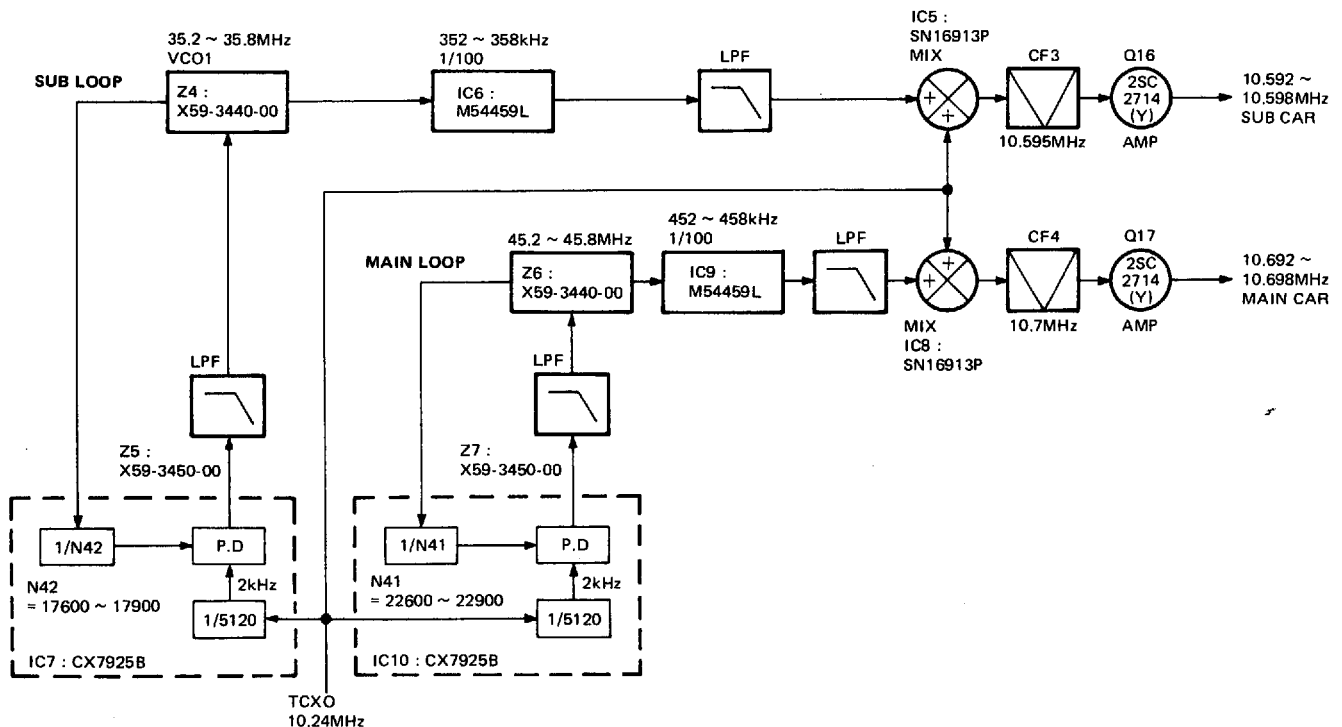 35.2 ~ 35.8MHz
VCO1
SUB LOOP
Z4 :
X59-3440-00
352 ~ 358kHz
1/100
IC6 :
M54459L
LPF
IC5 :
SN16913P
MIX
+
+
CF3
10.595MHz
Q16
2SC
2714
(Y)
AMP
10.592 ~
10.598MHz
SUB CAR
MAIN LOOP
45.2 ~ 45.8MHz
Z6 :
X59-3440-00
452 ~ 458kHz
1/100
IC9 :
M54459L
LPF
+
+
MIX
IC8 :
SN16913P
CF4
10.7MHz
Q17
2SC
2714
(Y)
AMP
10.692 ~
10.698MHz
MAIN CAR
LPF
Z5 :
X59-3450-00
LPF
Z7 :
X59-3450-00
1/N42
P.D
2kHz
N42
= 17600 ~ 17900
1/5120
IC7 : CX7925B
1/N41
P.D
2kHz
N41
= 22600 ~ 22900
1/5120
IC10 : CX7925B
TCXO
10.24MHz